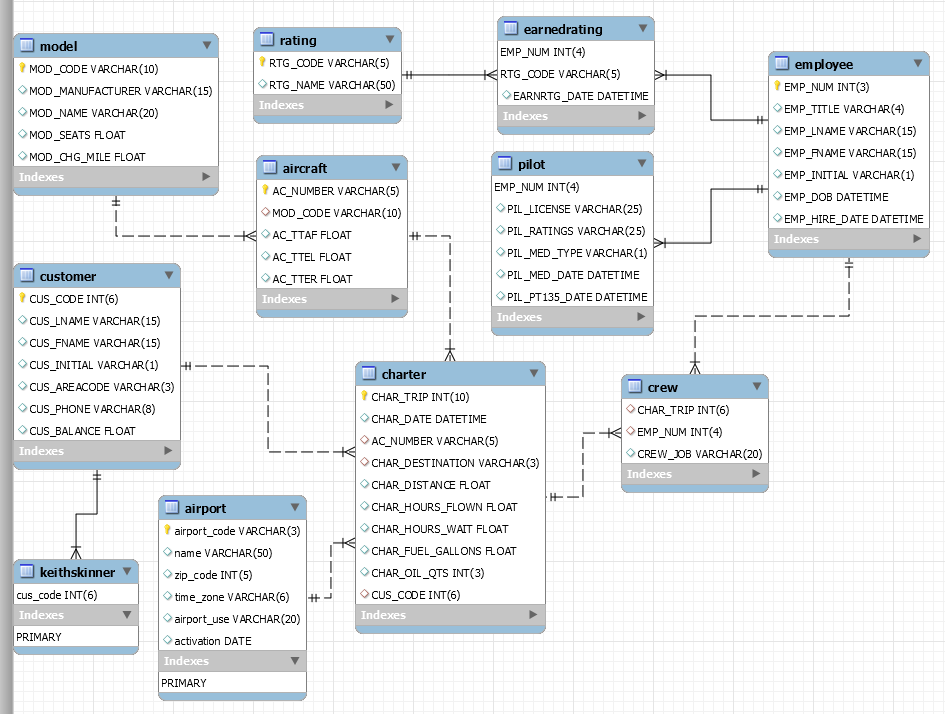 model
MOD_CODE VARCHAR(10)
MOD_MANUFACTURER VARCHAR(15)
MOD_NAME VARCHAR(20)
MOD_SEATS FLOAT
MOD_CHG_MILE FLOAT
Indexes
rating
RTG_CODE VARCHAR(5)
RTG_NAME VARCHAR(50)
Indexes
earnedrating
EMP_NUM INT(4)
RTG_CODE VARCHAR(5)
EARNRTG_DATE DATETIME
Indexes
employee
EMP_NUM INT(3)
EMP_TITLE VARCHAR(4)
EMP_LNAME VARCHAR(15)
EMP_FNAME VARCHAR(15)
EMP_INITIAL VARCHAR(1)
EMP_DOB DATETIME
EMP_HIRE_DATE DATETIME
Indexes
aircraft
AC_NUMBER VARCHAR(5)
MOD_CODE VARCHAR(10)
AC_TTAF FLOAT
AC_TTEL FLOAT
AC_TTER FLOAT
Indexes
pilot
EMP_NUM INT(4)
PIL_LICENSE VARCHAR(25)
PIL_RATINGS VARCHAR(25)
PIL_MED_TYPE VARCHAR(1)
PIL_MED_DATE DATETIME
PIL_PT135_DATE DATETIME
Indexes
customer
CUS_CODE INT(6)
CUS_LNAME VARCHAR(15)
CUS_FNAME VARCHAR(15)
CUS_INITIAL VARCHAR(1)
CUS_AREACODE VARCHAR(3)
CUS_PHONE VARCHAR(8)
CUS_BALANCE FLOAT
Indexes
charter
CHAR_TRIP INT(10)
CHAR_DATE DATETIME
AC_NUMBER VARCHAR(5)
CHAR_DESTINATION VARCHAR(3)
CHAR_DISTANCE FLOAT
CHAR_HOURS_FLOWN FLOAT
CHAR_HOURS_WAIT FLOAT
CHAR_FUEL_GALLONS FLOAT
CHAR_OIL_QTS INT(3)
CUS_CODE INT(6)
Indexes
crew
CHAR_TRIP INT(6)
EMP_NUM INT(4)
CREW_JOB VARCHAR(20)
Indexes
airport
airport_code VARCHAR(3)
name VARCHAR(50)
zip_code INT(5)
time_zone VARCHAR(6)
airport_use VARCHAR(20)
activation DATE
Indexes
PRIMARY
keithskinner
cus_code INT(6)
Indexes
PRIMARY